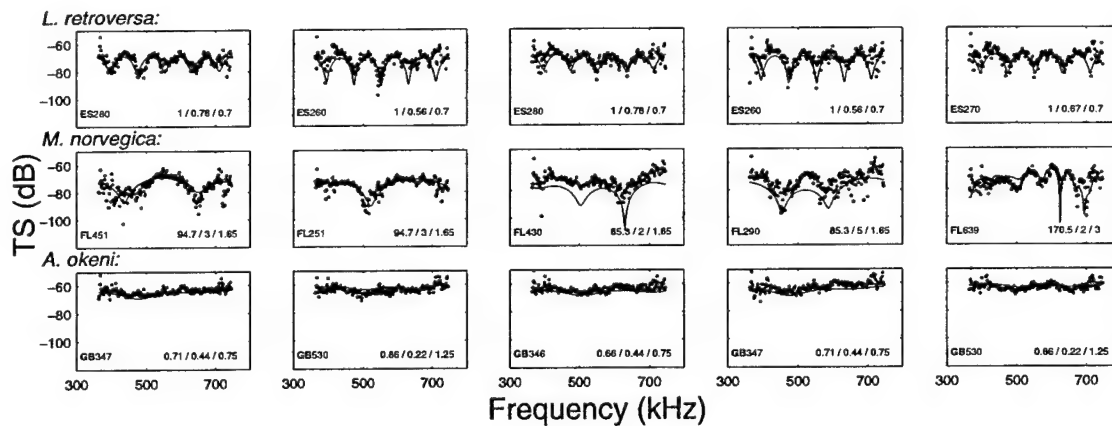 L. retroversa:
−60
−80
−100
ES280 1 / 0.78 / 0.7
ES260 1 / 0.56 / 0.7
ES280 1 / 0.78 / 0.7
ES260 1 / 0.56 / 0.7
ES270 1 / 0.67 / 0.7
M. norvegica:
−60
−80
−100
FL451 94.7 / 3 / 1.65
FL251 94.7 / 3 / 1.65
FL430 85.3 / 2 / 1.65
FL290 85.3 / 5 / 1.65
FL639 170.5 / 2 / 3
TS (dB)
A. okeni:
−60
−80
−100
GB347 0.71 / 0.44 / 0.75
GB530 0.86 / 0.22 / 1.25
GB346 0.66 / 0.44 / 0.75
GB347 0.71 / 0.44 / 0.75
GB530 0.86 / 0.22 / 1.25
300 500 700 300 500 700 300 500 700 300 500 700 300 500 700
Frequency (kHz)